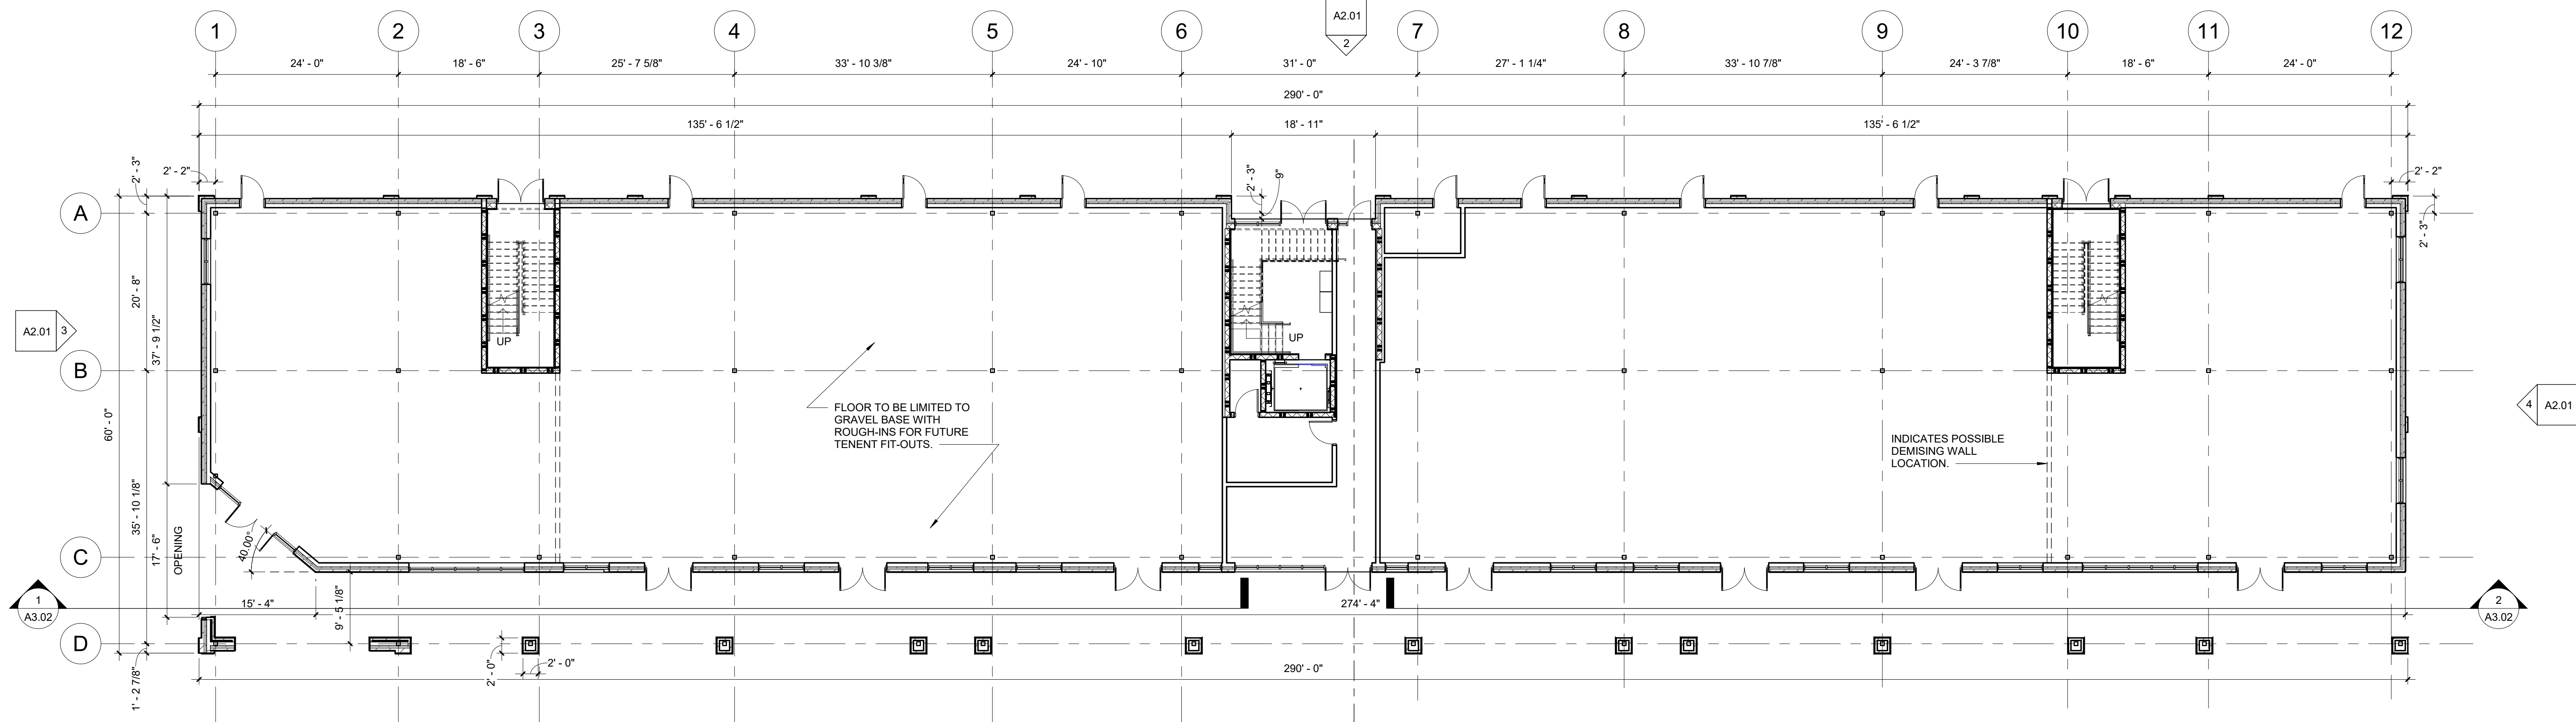 A2.01
2
1
2
3
4
5
6
7
8
9
10
11
12
24' - 0"
18' - 6"
25' - 7 5/8"
33' - 10 3/8"
24' - 10"
31' - 0"
27' - 1 1/4"
33' - 10 7/8"
24' - 3 7/8"
18' - 6"
24' - 0"
290' - 0"
135' - 6 1/2"
18' - 11"
135' - 6 1/2"
2' - 3"
2' - 2"
2' - 3"
9"
2' - 2"
2' - 3"
A
20' - 8"
37' - 9 1/2"
A2.01
3
UP
UP
B
60' - 0"
FLOOR TO BE LIMITED TO
GRAVEL BASE WITH
ROUGH-INS FOR FUTURE
TENENT FIT-OUTS.
4
A2.01
INDICATES POSSIBLE
DEMISING WALL
LOCATION.
35' - 10 1/8"
17' - 6"
OPENING
40.00°
C
1
A3.02
15' - 4"
9' - 5 1/8"
274' - 4"
2
A3.02
D
2' - 0"
2' - 0"
1' - 2 7/8"
290' - 0"